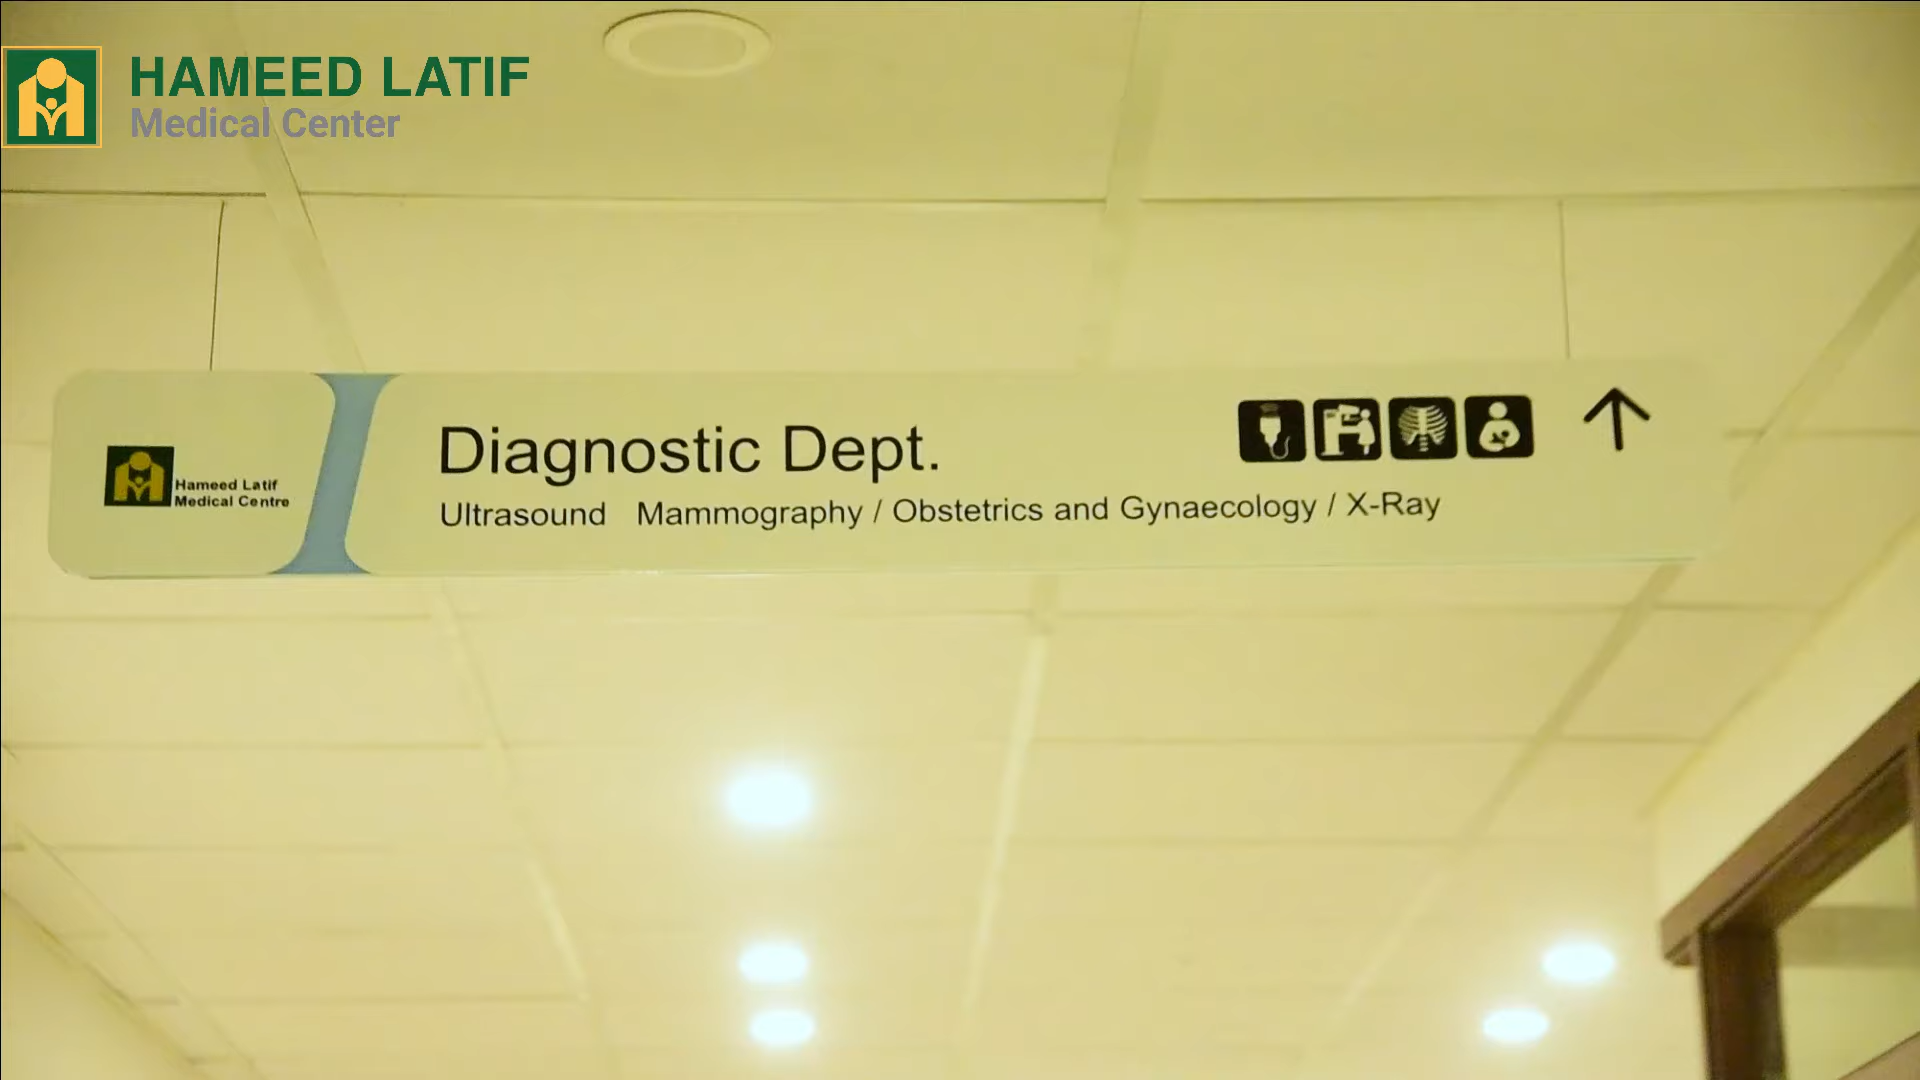 HAMEED LATIF
Medical Center
Hameed Latif
Medical Centre
Diagnostic Dept.
Ultrasound Mammography / Obstetrics and Gynaecology / X-Ray